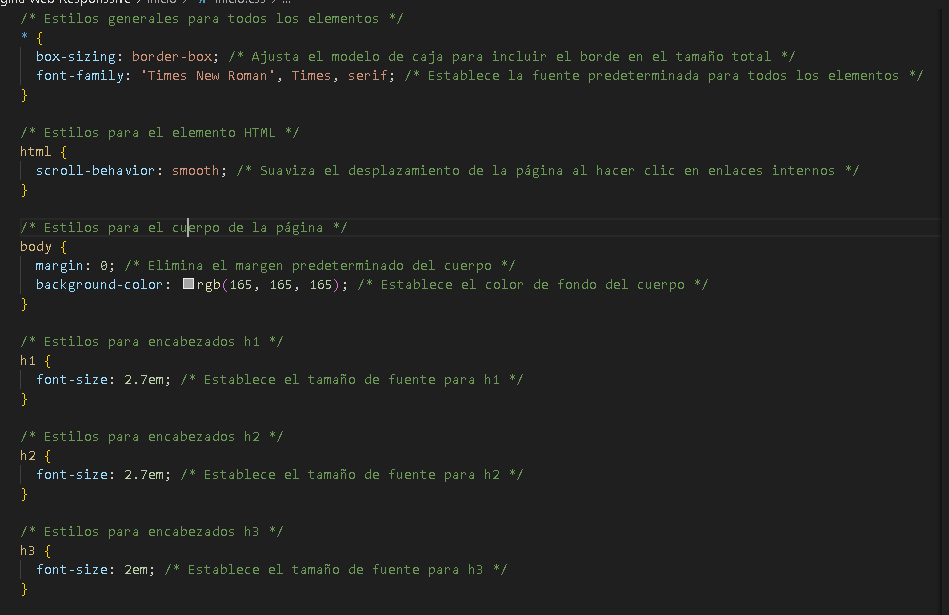 gina Web Responssive > inicio > # inicio.css > ...
/* Estilos generales para todos los elementos */
* {
box-sizing: border-box; /* Ajusta el modelo de caja para incluir el borde en el tamaño total */
font-family: 'Times New Roman', Times, serif; /* Establece la fuente predeterminada para todos los elementos */
}
/* Estilos para el elemento HTML */
html {
scroll-behavior: smooth; /* Suaviza el desplazamiento de la página al hacer clic en enlaces internos */
}
/* Estilos para el cuerpo de la página */
body {
margin: 0; /* Elimina el margen predeterminado del cuerpo */
background-color: rgb(165, 165, 165); /* Establece el color de fondo del cuerpo */
}
/* Estilos para encabezados h1 */
h1 {
font-size: 2.7em; /* Establece el tamaño de fuente para h1 */
}
/* Estilos para encabezados h2 */
h2 {
font-size: 2.7em; /* Establece el tamaño de fuente para h2 */
}
/* Estilos para encabezados h3 */
h3 {
font-size: 2em; /* Establece el tamaño de fuente para h3 */
}